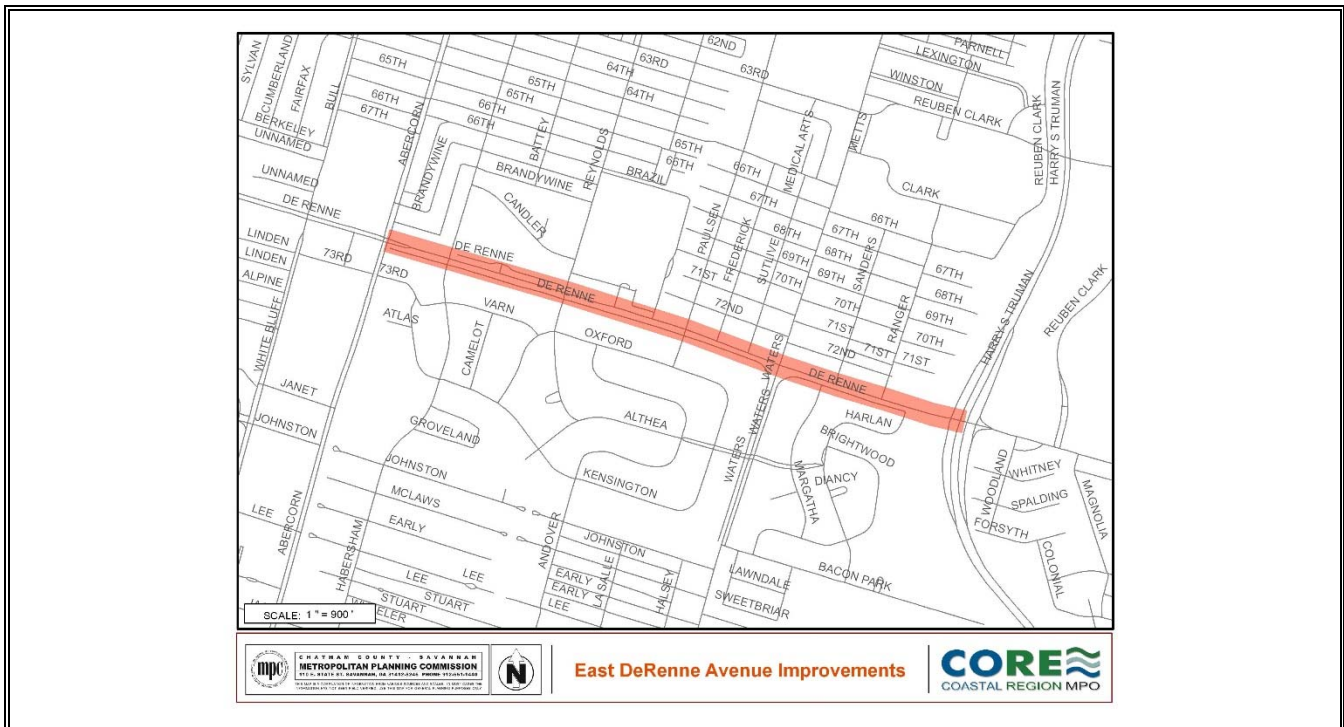 62ND
PARNELL
LEXINGTON
SYLVAN
CUMBERLAND
FAIRFAX
BULL
65TH
63RD
64TH
63RD
WINSTON
REUBEN CLARK
66TH
67TH
ABERCORN
65TH
64TH
65TH
66TH
66TH
BERKELEY
UNNAMED
BRANDYWINE
BATTEY
REYNOLDS
65TH
66TH
MEDICAL ARTS
METTS
REUBEN CLARK
HARRY S TRUMAN
UNNAMED
BRANDYWINE
BRAZIL
66TH
67TH
CLARK
66TH
DE RENNE
CANDLER
PAULSEN
FREDERICK
SUTLIVE
68TH
67TH
SANDERS
LINDEN
73RD
DE RENNE
69TH
68TH
67TH
LINDEN
ALPINE
73RD
DE RENNE
71ST
70TH
69TH
68TH
WHITE BLUFF
VARN
72ND
70TH
RANGER
69TH
REUBEN CLARK
ATLAS
CAMELOT
OXFORD
71ST
70TH
HARRY S TRUMAN
WATERS
72ND
71ST
71ST
JANET
DE RENNE
JOHNSTON
GROVELAND
ALTHEA
WATERS
WATERS
HARLAN
BRIGHTWOOD
JOHNSTON
KENSINGTON
MARGATHA
DIANCY
WOODLAND
WHITNEY
MAGNOLIA
MCLAWS
SPALDING
LEE
ABERCORN
EARLY
FORSYTH
HABERSHAM
ANDOVER
JOHNSTON
COLONIAL
LEE
LEE
LA SALLE
HALSEY
BACON PARK
EARLY
LAWNDALE
STUART
STUART
EARLY
LEE
SWEETBRIAR
SCALE: 1 " = 900 '
mpc
CHATHAM COUNTY - SAVANNAH
METROPOLITAN PLANNING COMMISSION
N
East DeRenne Avenue Improvements
CORE
COASTAL REGION MPO